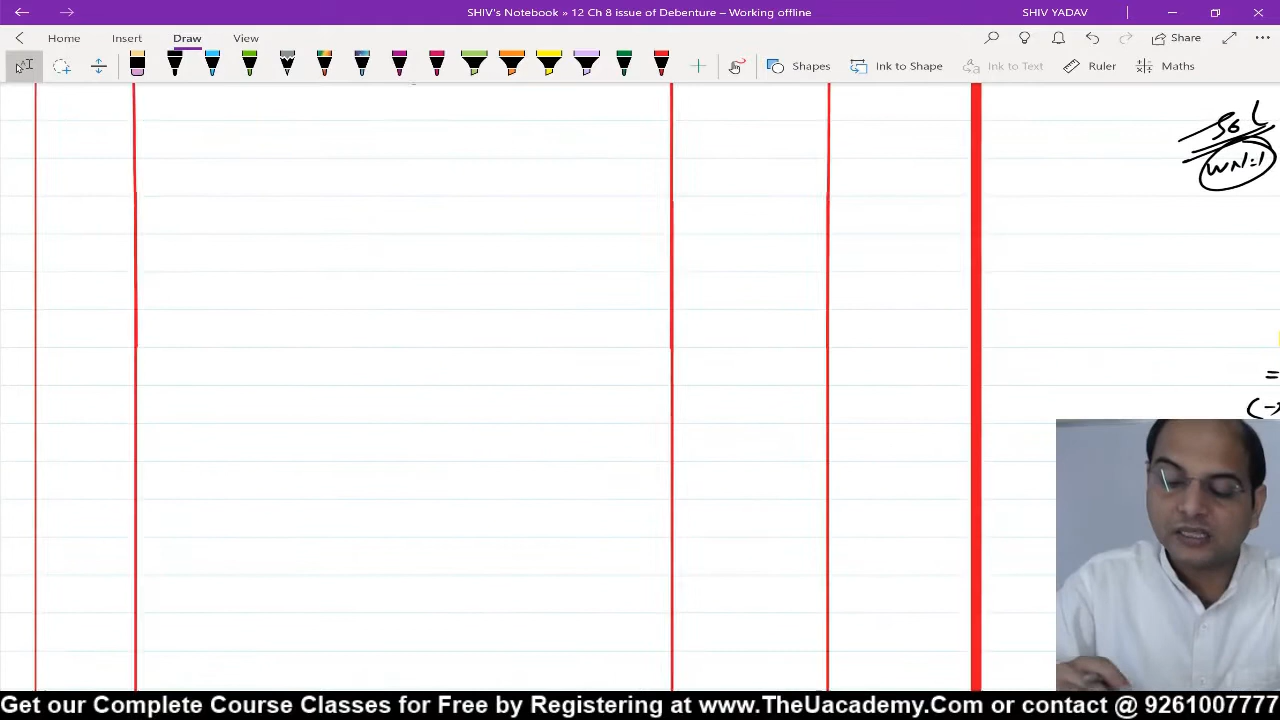 SHIV's Notebook » 12 Ch 8 issue of Debenture – Working offline
SHIV YADAV
Home Insert Draw View
Share
Shapes Ink to Shape Ink to Text Ruler Maths
Sol
WN:1
=
(-
Get our Complete Course Classes for Free by Registering at www.TheUacademy.Com or contact @ 9261007777